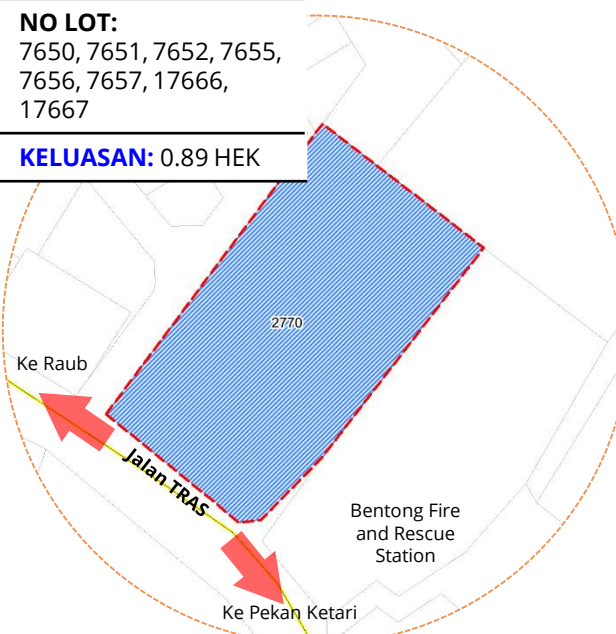 NO LOT:
7650, 7651, 7652, 7655,
7656, 7657, 17666,
17667
KELUASAN: 0.89 HEK
2770
Ke Raub
Jalan TRAS
Bentong Fire
and Rescue
Station
Ke Pekan Ketari